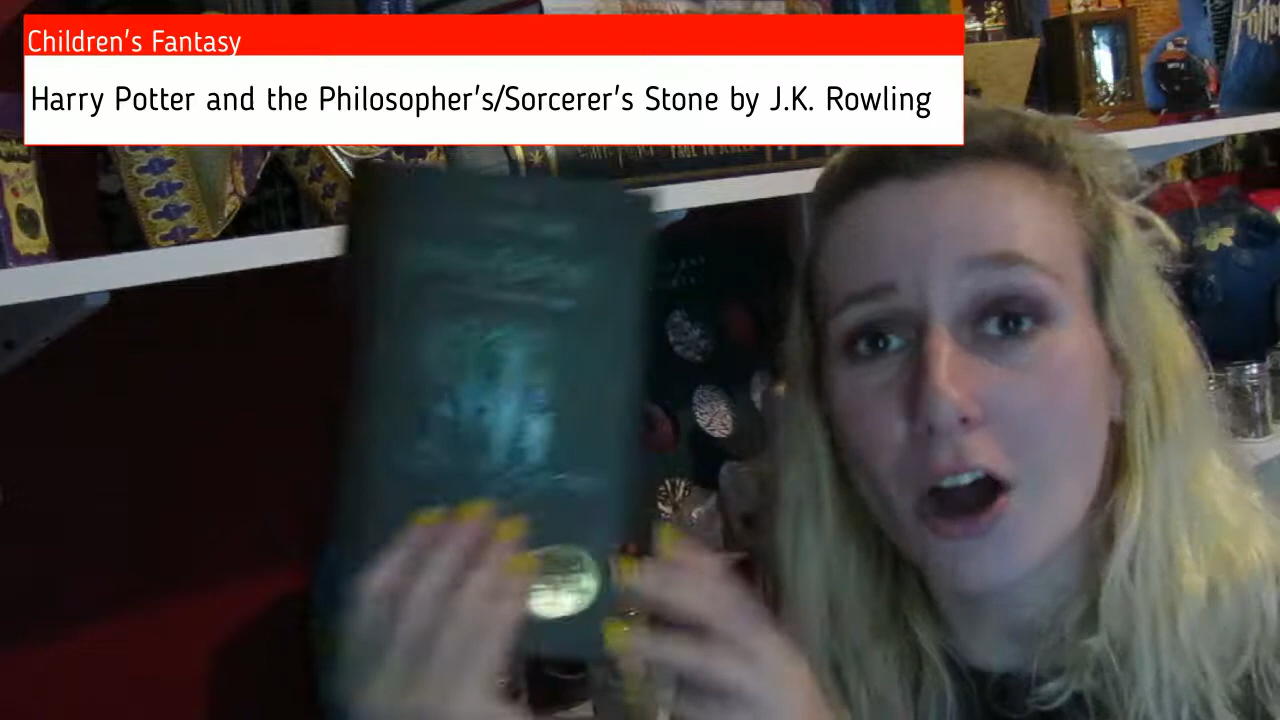 Children's Fantasy
Harry Potter and the Philosopher's/Sorcerer's Stone by J.K. Rowling